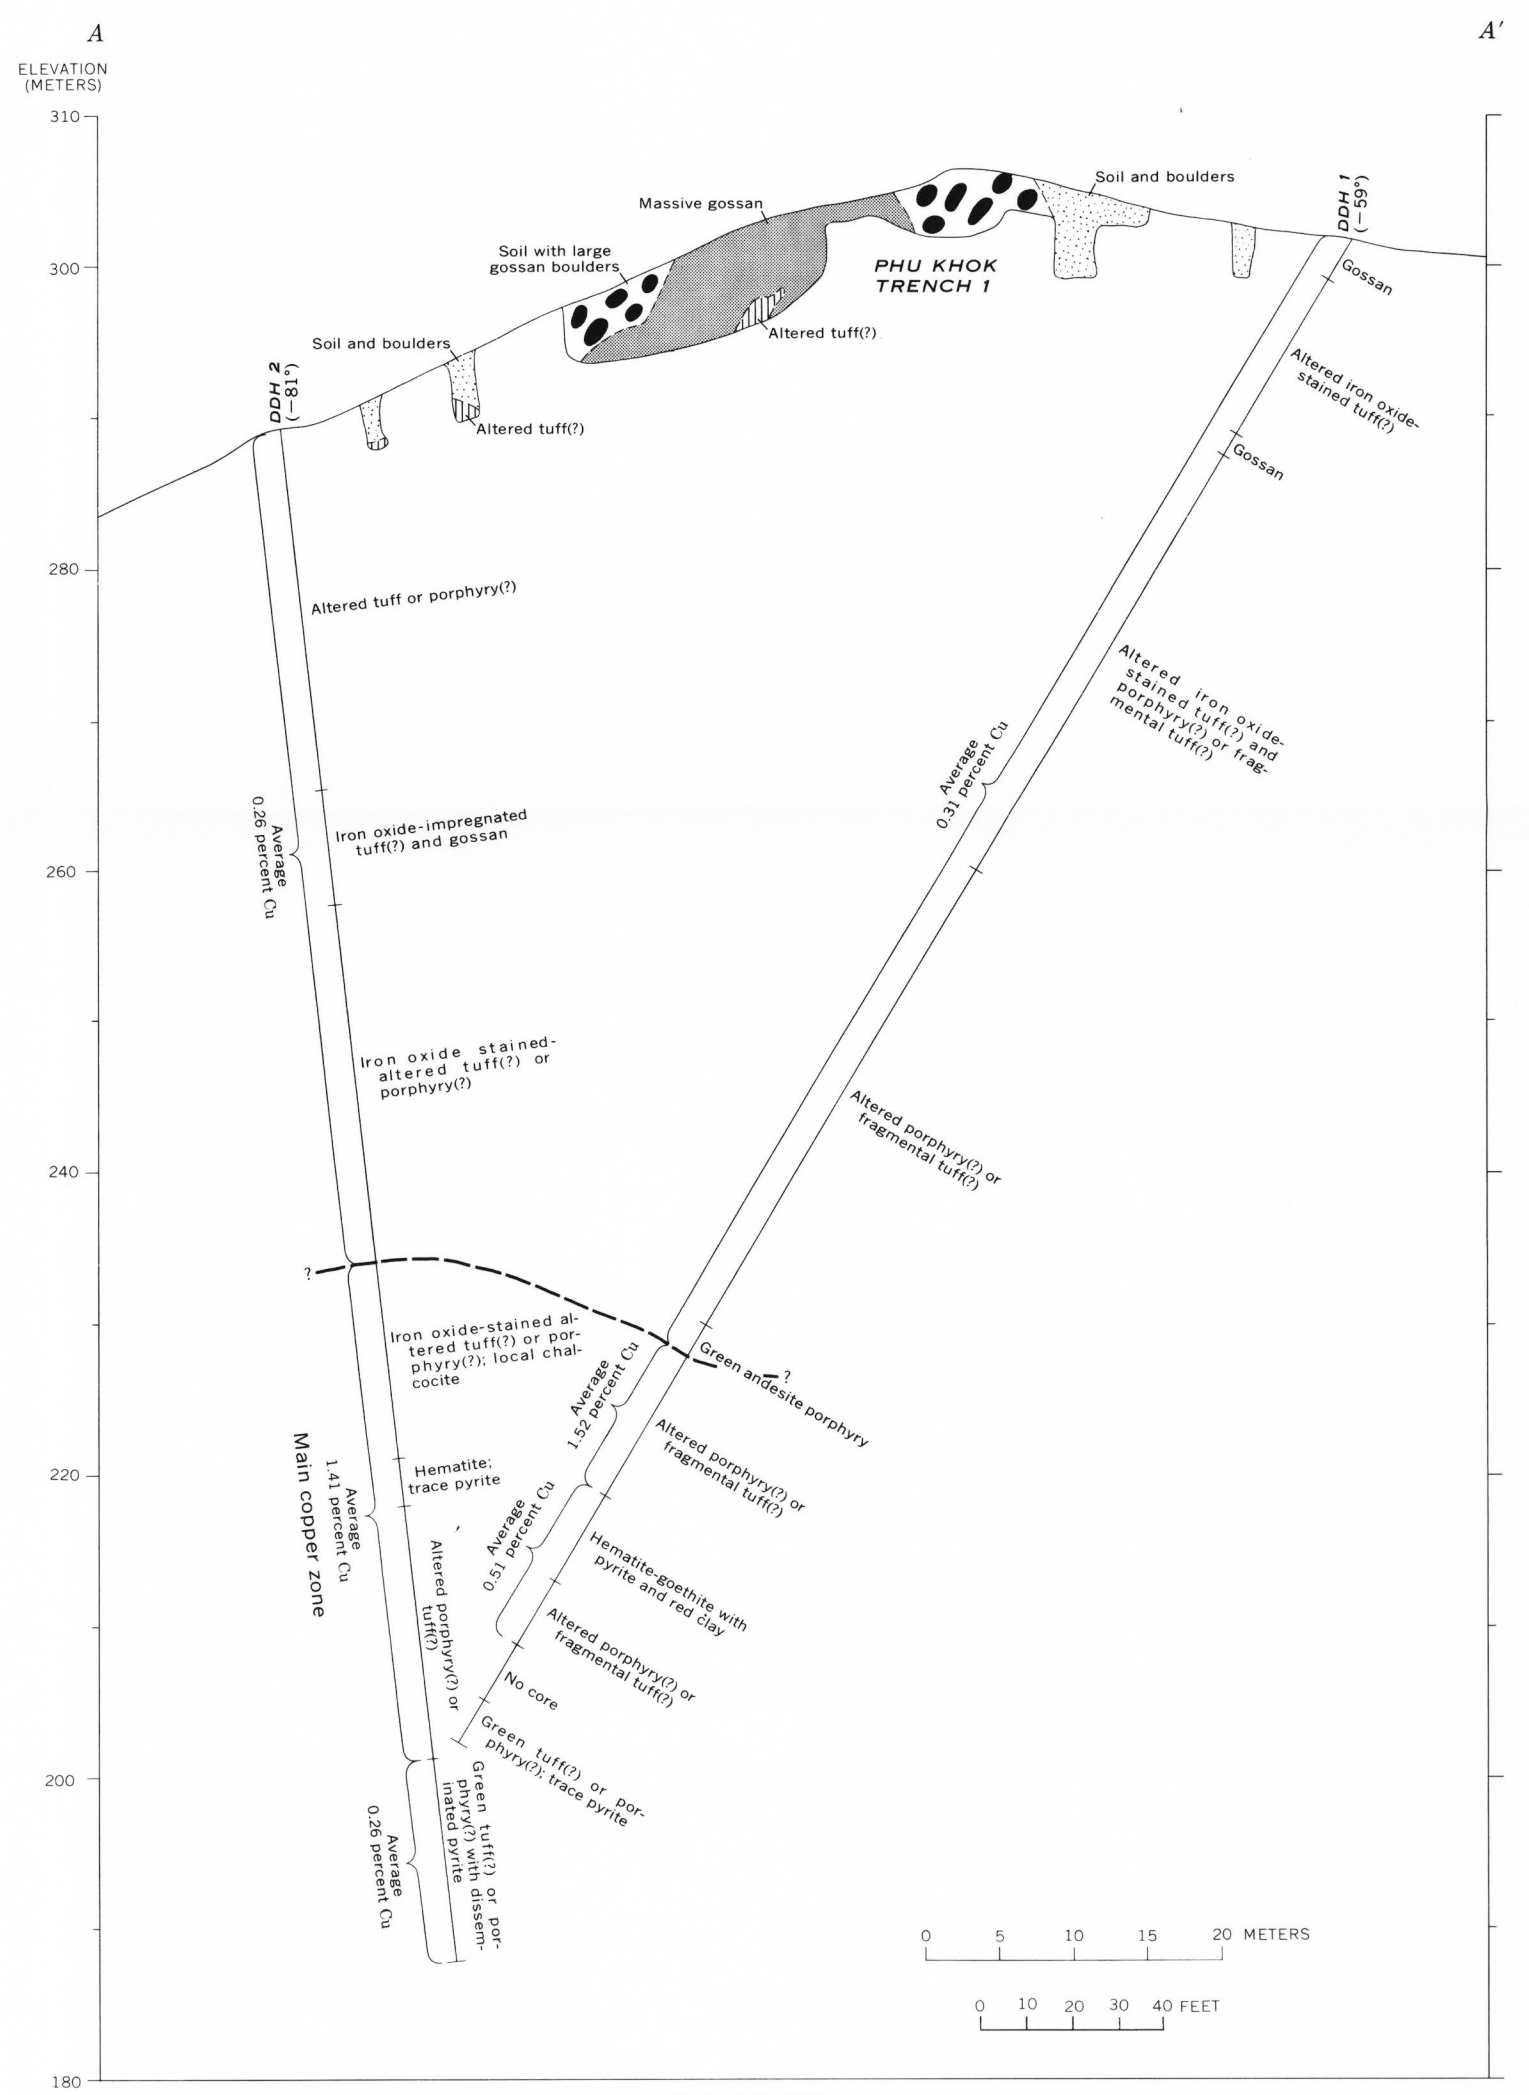 A
A′
ELEVATION
(METERS)
310
300
280
260
240
220
200
180
DDH 2
(—81°)
DDH 1
(—59°)
Soil and boulders
Altered tuff(?)
Soil with large
gossan boulders
Massive gossan
Altered tuff(?)
PHU KHOK
TRENCH 1
Soil and boulders
Gossan
Altered iron oxide-
stained tuff(?)
Gossan
Altered iron oxide-
stained tuff(?) and
porphyry(?) or frag-
mental tuff(?)
Average
0.31 percent Cu
Altered porphyry(?) or
fragmental tuff(?)
Green andesite porphyry
Average
1.52 percent Cu
Altered porphyry(?) or
fragmental tuff(?)
Average
0.51 percent Cu
Hematite-goethite with
pyrite and red clay
Altered porphyry(?) or
fragmental tuff(?)
No core
Green tuff(?) or por-
phyry(?); trace pyrite
Altered tuff or porphyry(?)
Iron oxide-impregnated
tuff(?) and gossan
Average
0.26 percent Cu
Iron oxide stained-
altered tuff(?) or
porphyry(?)
?
?
Iron oxide-stained al-
tered tuff(?) or por-
phyry(?); local chal-
cocite
Hematite;
trace pyrite
Main copper zone
Average
1.41 percent Cu
Altered porphyry(?) or
tuff(?)
Green tuff(?) or por-
phyry(?) with dissem-
inated pyrite
Average
0.26 percent Cu
0 5 10 15 20 METERS
0 10 20 30 40 FEET